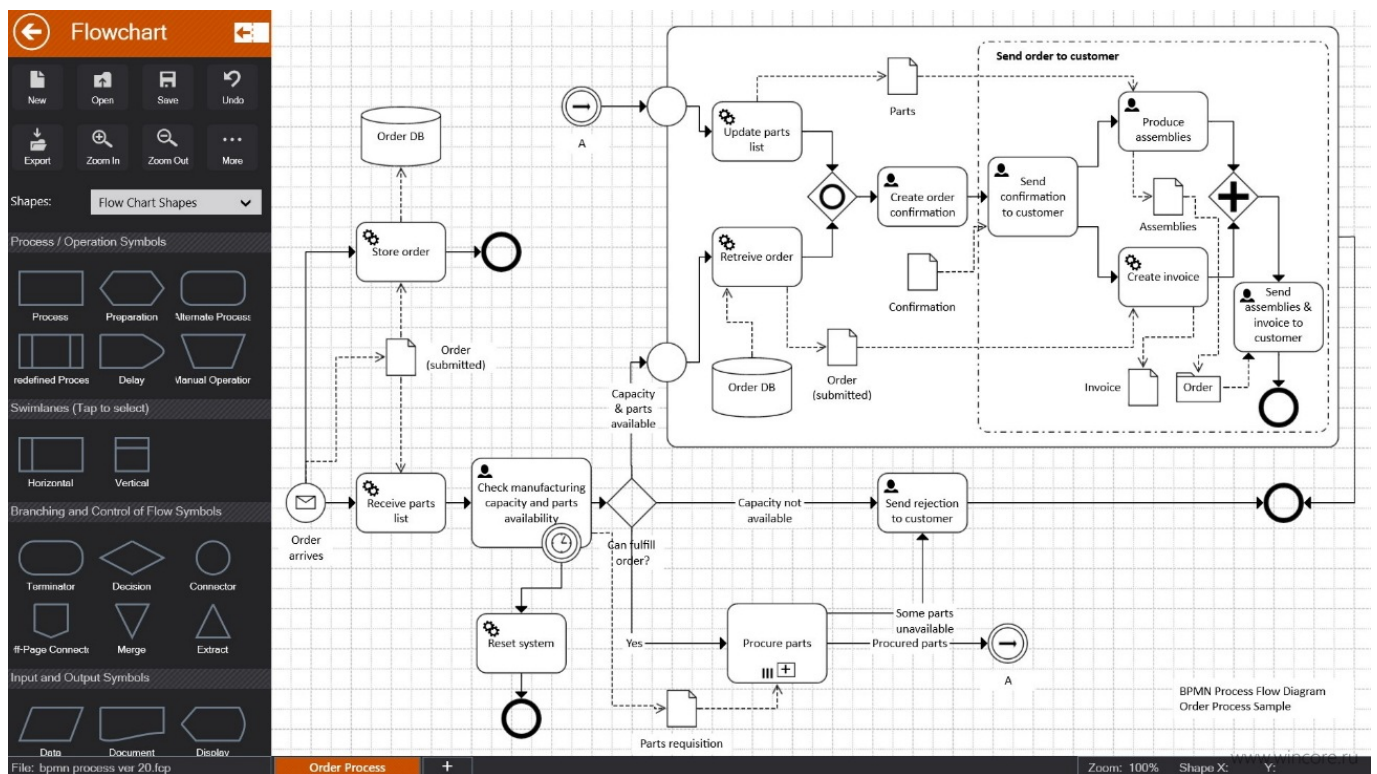 Flowchart
New
Open
Save
Undo
Export
Zoom In
Zoom Out
More
Shapes:
Flow Chart Shapes
Process / Operation Symbols
Process
Preparation
Alternate Process
redefined Proces
Delay
Manual Operation
Swimlanes (Tap to select)
Horizontal
Vertical
Branching and Control of Flow Symbols
Terminator
Decision
Connector
ff-Page Connecto
Merge
Extract
Input and Output Symbols
Data
Document
Display
File: bpmn process ver 20.fcp
Order Process
+
Zoom: 100%
Shape X:
Y:
Order DB
Store order
Order
(submitted)
Order
arrives
Receive parts
list
Check manufacturing
capacity and parts
availability
Can fulfill
order?
Reset system
Yes
Procure parts
Parts requisition
Some parts
unavailable
Procured parts
A
Capacity not
available
Send rejection
to customer
Capacity
& parts
available
A
Update parts
list
Parts
Retreive order
Order DB
Order
(submitted)
Create order
confirmation
Confirmation
Send order to customer
Send
confirmation
to customer
Produce
assemblies
Assemblies
Create invoice
Invoice
Order
Send
assemblies &
invoice to
customer
BPMN Process Flow Diagram
Order Process Sample
www.wincore.ru